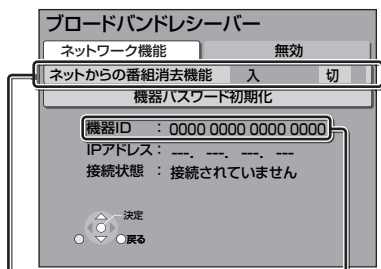 ブロードバンドレシーバー
ネットワーク機能 無効
ネットからの番組消去機能 入 切
機器パスワード初期化
機器ID : 0000 0000 0000 0000
IPアドレス : ---. ---. ---. ---
接続状態 : 接続されていません
決定
戻る